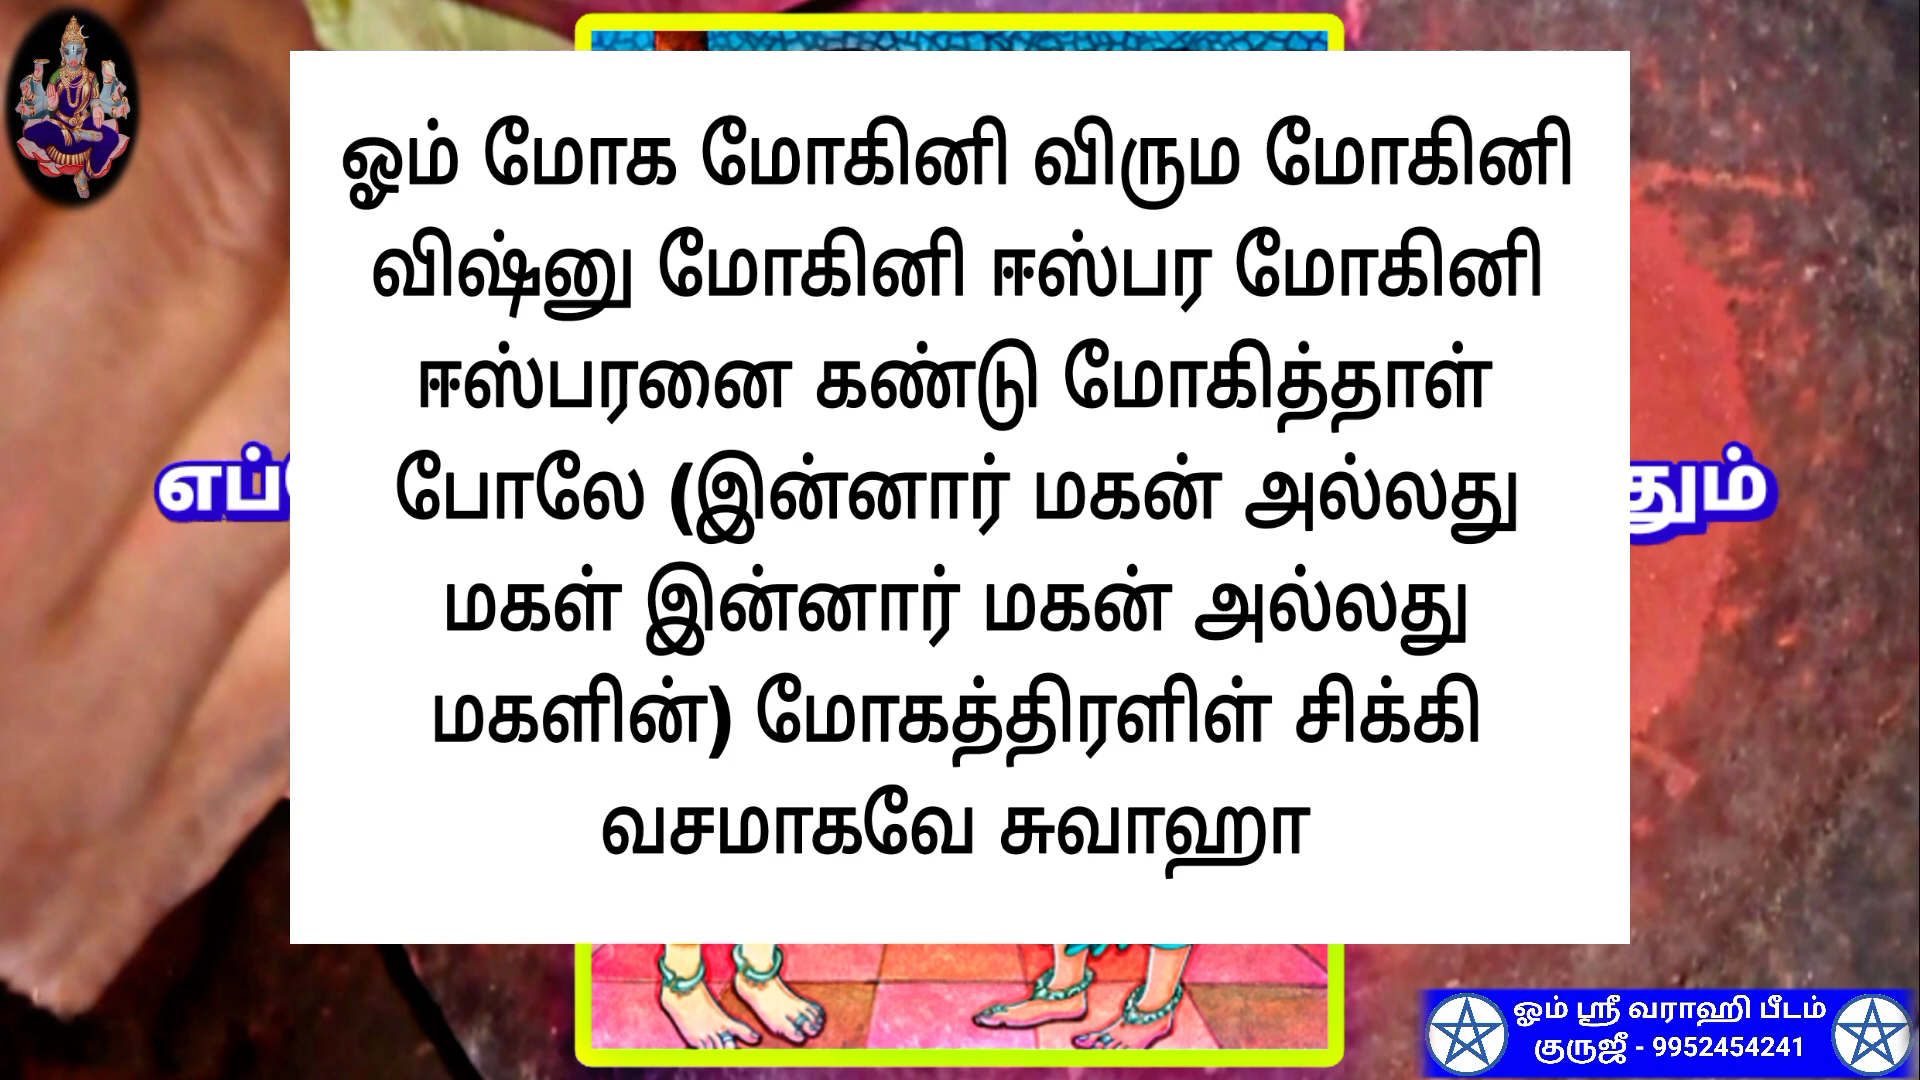 ஓம் மோக மோகினி விரும மோகினி
விஷ்னு மோகினி ஈஸ்பர மோகினி
ஈஸ்பரனை கண்டு மோகித்தாள்
போலே (இன்னார் மகன் அல்லது
மகள் இன்னார் மகன் அல்லது
மகளின்) மோகத்திரளிள் சிக்கி
வசமாகவே சுவாஹா
ஓம் ஸ்ரீ வராஹி பீடம்
குருஜீ - 9952454241